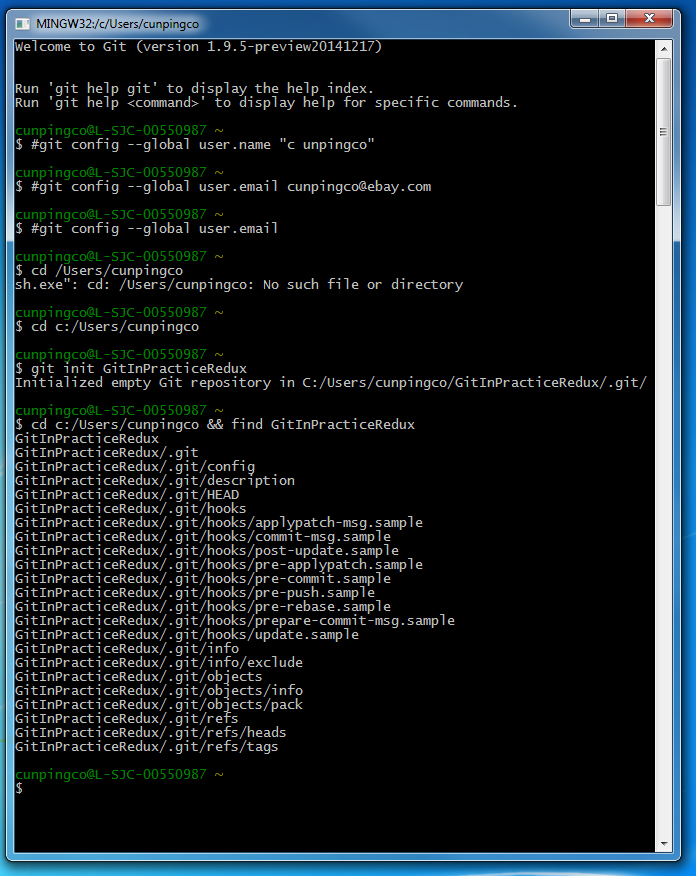 MINGW32:/c/Users/cunpingco
Welcome to Git (version 1.9.5-preview20141217)
Run 'git help git' to display the help index.
Run 'git help <command>' to display help for specific commands.
cunpingco@L-SJC-00550987 ~
$ #git config --global user.name "c unpingco"
cunpingco@L-SJC-00550987 ~
$ #git config --global user.email cunpingco@ebay.com
cunpingco@L-SJC-00550987 ~
$ #git config --global user.email
cunpingco@L-SJC-00550987 ~
$ cd /Users/cunpingco
sh.exe": cd: /Users/cunpingco: No such file or directory
cunpingco@L-SJC-00550987 ~
$ cd c:/Users/cunpingco
cunpingco@L-SJC-00550987 ~
$ git init GitInPracticeRedux
Initialized empty Git repository in C:/Users/cunpingco/GitInPracticeRedux/.git/
cunpingco@L-SJC-00550987 ~
$ cd c:/Users/cunpingco && find GitInPracticeRedux
GitInPracticeRedux
GitInPracticeRedux/.git
GitInPracticeRedux/.git/config
GitInPracticeRedux/.git/description
GitInPracticeRedux/.git/HEAD
GitInPracticeRedux/.git/hooks
GitInPracticeRedux/.git/hooks/applypatch-msg.sample
GitInPracticeRedux/.git/hooks/commit-msg.sample
GitInPracticeRedux/.git/hooks/post-update.sample
GitInPracticeRedux/.git/hooks/pre-applypatch.sample
GitInPracticeRedux/.git/hooks/pre-commit.sample
GitInPracticeRedux/.git/hooks/pre-push.sample
GitInPracticeRedux/.git/hooks/pre-rebase.sample
GitInPracticeRedux/.git/hooks/prepare-commit-msg.sample
GitInPracticeRedux/.git/hooks/update.sample
GitInPracticeRedux/.git/info
GitInPracticeRedux/.git/info/exclude
GitInPracticeRedux/.git/objects
GitInPracticeRedux/.git/objects/info
GitInPracticeRedux/.git/objects/pack
GitInPracticeRedux/.git/refs
GitInPracticeRedux/.git/refs/heads
GitInPracticeRedux/.git/refs/tags
cunpingco@L-SJC-00550987 ~
$